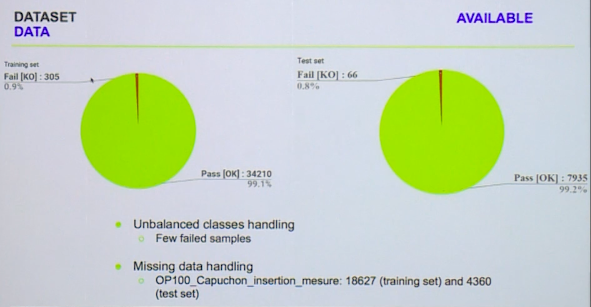 DATASET
DATA
AVAILABLE
Training set
Fail [KO] : 305
0.9%
Pass [OK] : 34210
99.1%
Test set
Fail [KO] : 66
0.8%
Pass [OK] : 7935
99.2%
Unbalanced classes handling
Few failed samples
Missing data handling
OP100_Capuchon_insertion_mesure: 18627 (training set) and 4360
(test set)